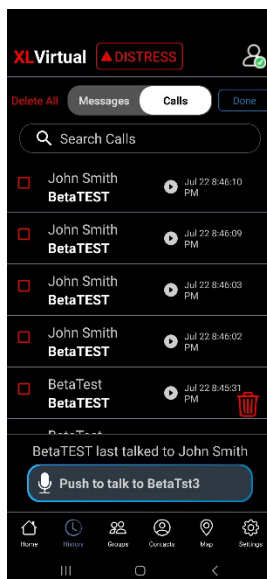 XLVirtual DISTRESS
Delete All Messages Calls Done
Search Calls
John Smith
BetaTEST
Jul 22 8:46:10
PM
John Smith
BetaTEST
Jul 22 8:46:09
PM
John Smith
BetaTEST
Jul 22 8:46:03
PM
John Smith
BetaTEST
Jul 22 8:46:02
PM
BetaTest
BetaTEST
Jul 22 8:45:31
PM
BetaTEST last talked to John Smith
Push to talk to BetaTst3
Home History Groups Contacts Map Settings